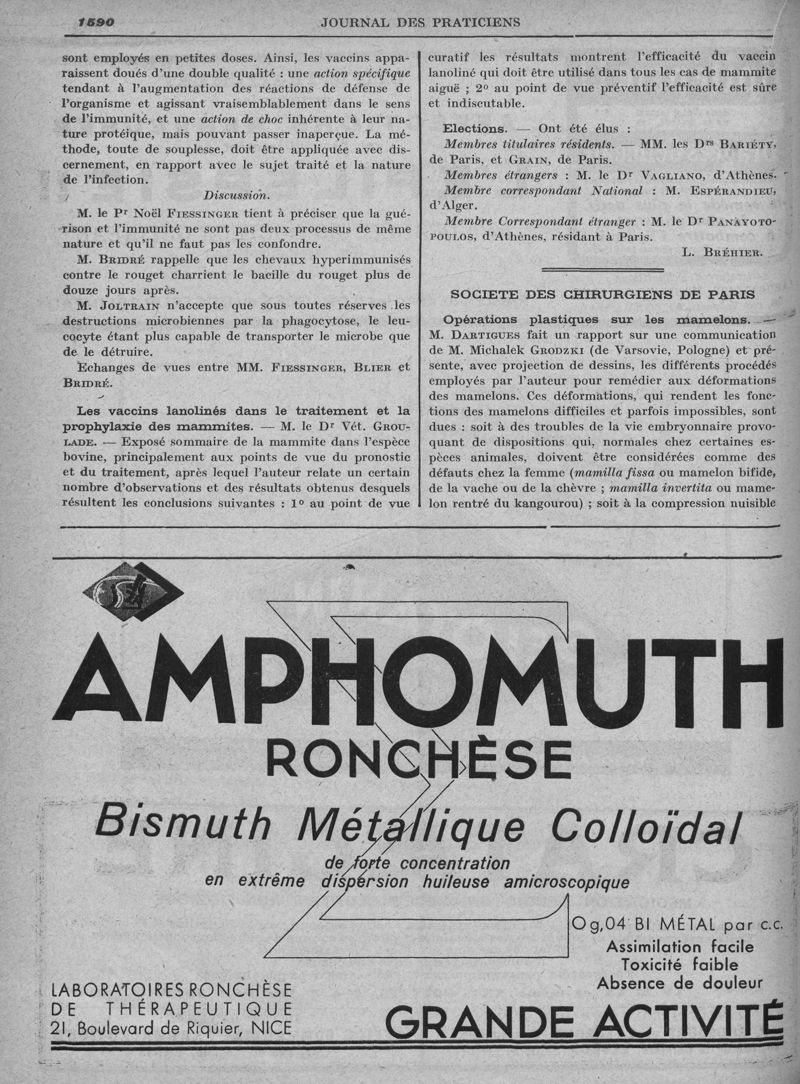 1590
JOURNAL DES PRATICIENS
sont employés en petites doses. Ainsi, les vaccins appa-
raissent doués d'une double qualité : une action spécifique
tendant à l'augmentation des réactions de défense de
l'organisme et agissant vraisemblablement dans le sens
de l'immunité, et une action de choc inhérente à leur na-
ture protéique, mais pouvant passer inaperçue. La mé-
thode, toute de souplesse, doit être appliquée avec dis-
cernement, en rapport avec le sujet traité et la nature
de l'infection.
Discussion.
M. le Pr Noël FIESSINGER tient à préciser que la gué-
rison et l'immunité ne sont pas deux processus de même
nature et qu'il ne faut pas les confondre.
M. BRIDRÉ rappelle que les chevaux hyperimmunisés
contre le rouget charrient le bacille du rouget plus de
douze jours après.
M. JOLTRAIN n'accepte que sous toutes réserves les
destructions microbiennes par la phagocytose, le leu-
cocyte étant plus capable de transporter le microbe que
de le détruire.
Echanges de vues entre MM. FIESSINGER, BLIER et
BRIDRÉ.
Les vaccins lanolinés dans le traitement et la
prophylaxie des mammites. — M. le Dr Vét. GROU-
LADE. — Exposé sommaire de la mammite dans l'espèce
bovine, principalement aux points de vue du pronostic
et du traitement, après lequel l'auteur relate un certain
nombre d'observations et des résultats obtenus desquels
résultent les conclusions suivantes : 1o au point de vue
curatif les résultats montrent l'efficacité du vaccin
lanoliné qui doit être utilisé dans tous les cas de mammite
aiguë ; 2o au point de vue préventif l'efficacité est sûre
et indiscutable.
Elections. — Ont été élus :
Membres titulaires résidents. — MM. les Drs BARIÉTY,
de Paris, et GRAIN, de Paris.
Membres étrangers : M. le Dr VAGLIANO, d'Athènes.
Membre correspondant National : M. ESPÉRANDIEU,
d'Alger.
Membre Correspondant étranger : M. le Dr PANAYOTO-
POULOS, d'Athènes, résidant à Paris.
L. BRÉHIER.
SOCIETE DES CHIRURGIENS DE PARIS
Opérations plastiques sur les mamelons. —
M. DARTIGUES fait un rapport sur une communication
de M. Michalek GRODZKI (de Varsovie, Pologne) et pré-
sente, avec projection de dessins, les différents procédés
employés par l'auteur pour remédier aux déformations
des mamelons. Ces déformations, qui rendent les fonc-
tions des mamelons difficiles et parfois impossibles, sont
dues : soit à des troubles de la vie embryonnaire provo-
quant de dispositions qui, normales chez certaines es-
pèces animales, doivent être considérées comme des
défauts chez la femme (mamilla fissa ou mamelon bifide,
de la vache ou de la chèvre ; mamilla invertita ou mame-
lon rentré du kangourou) ; soit à la compression nuisible
AMPHOMUTH
RONCHÈSE
Bismuth Métallique Colloïdal
de forte concentration
en extrême dispersion huileuse amicroscopique
0g,04 BI MÉTAL par c.c.
Assimilation facile
Toxicité faible
Absence de douleur
LABORATOIRES RONCHÈSE
DE THÉRAPEUTIQUE
21, Boulevard de Riquier, NICE
GRANDE ACTIVITÉ